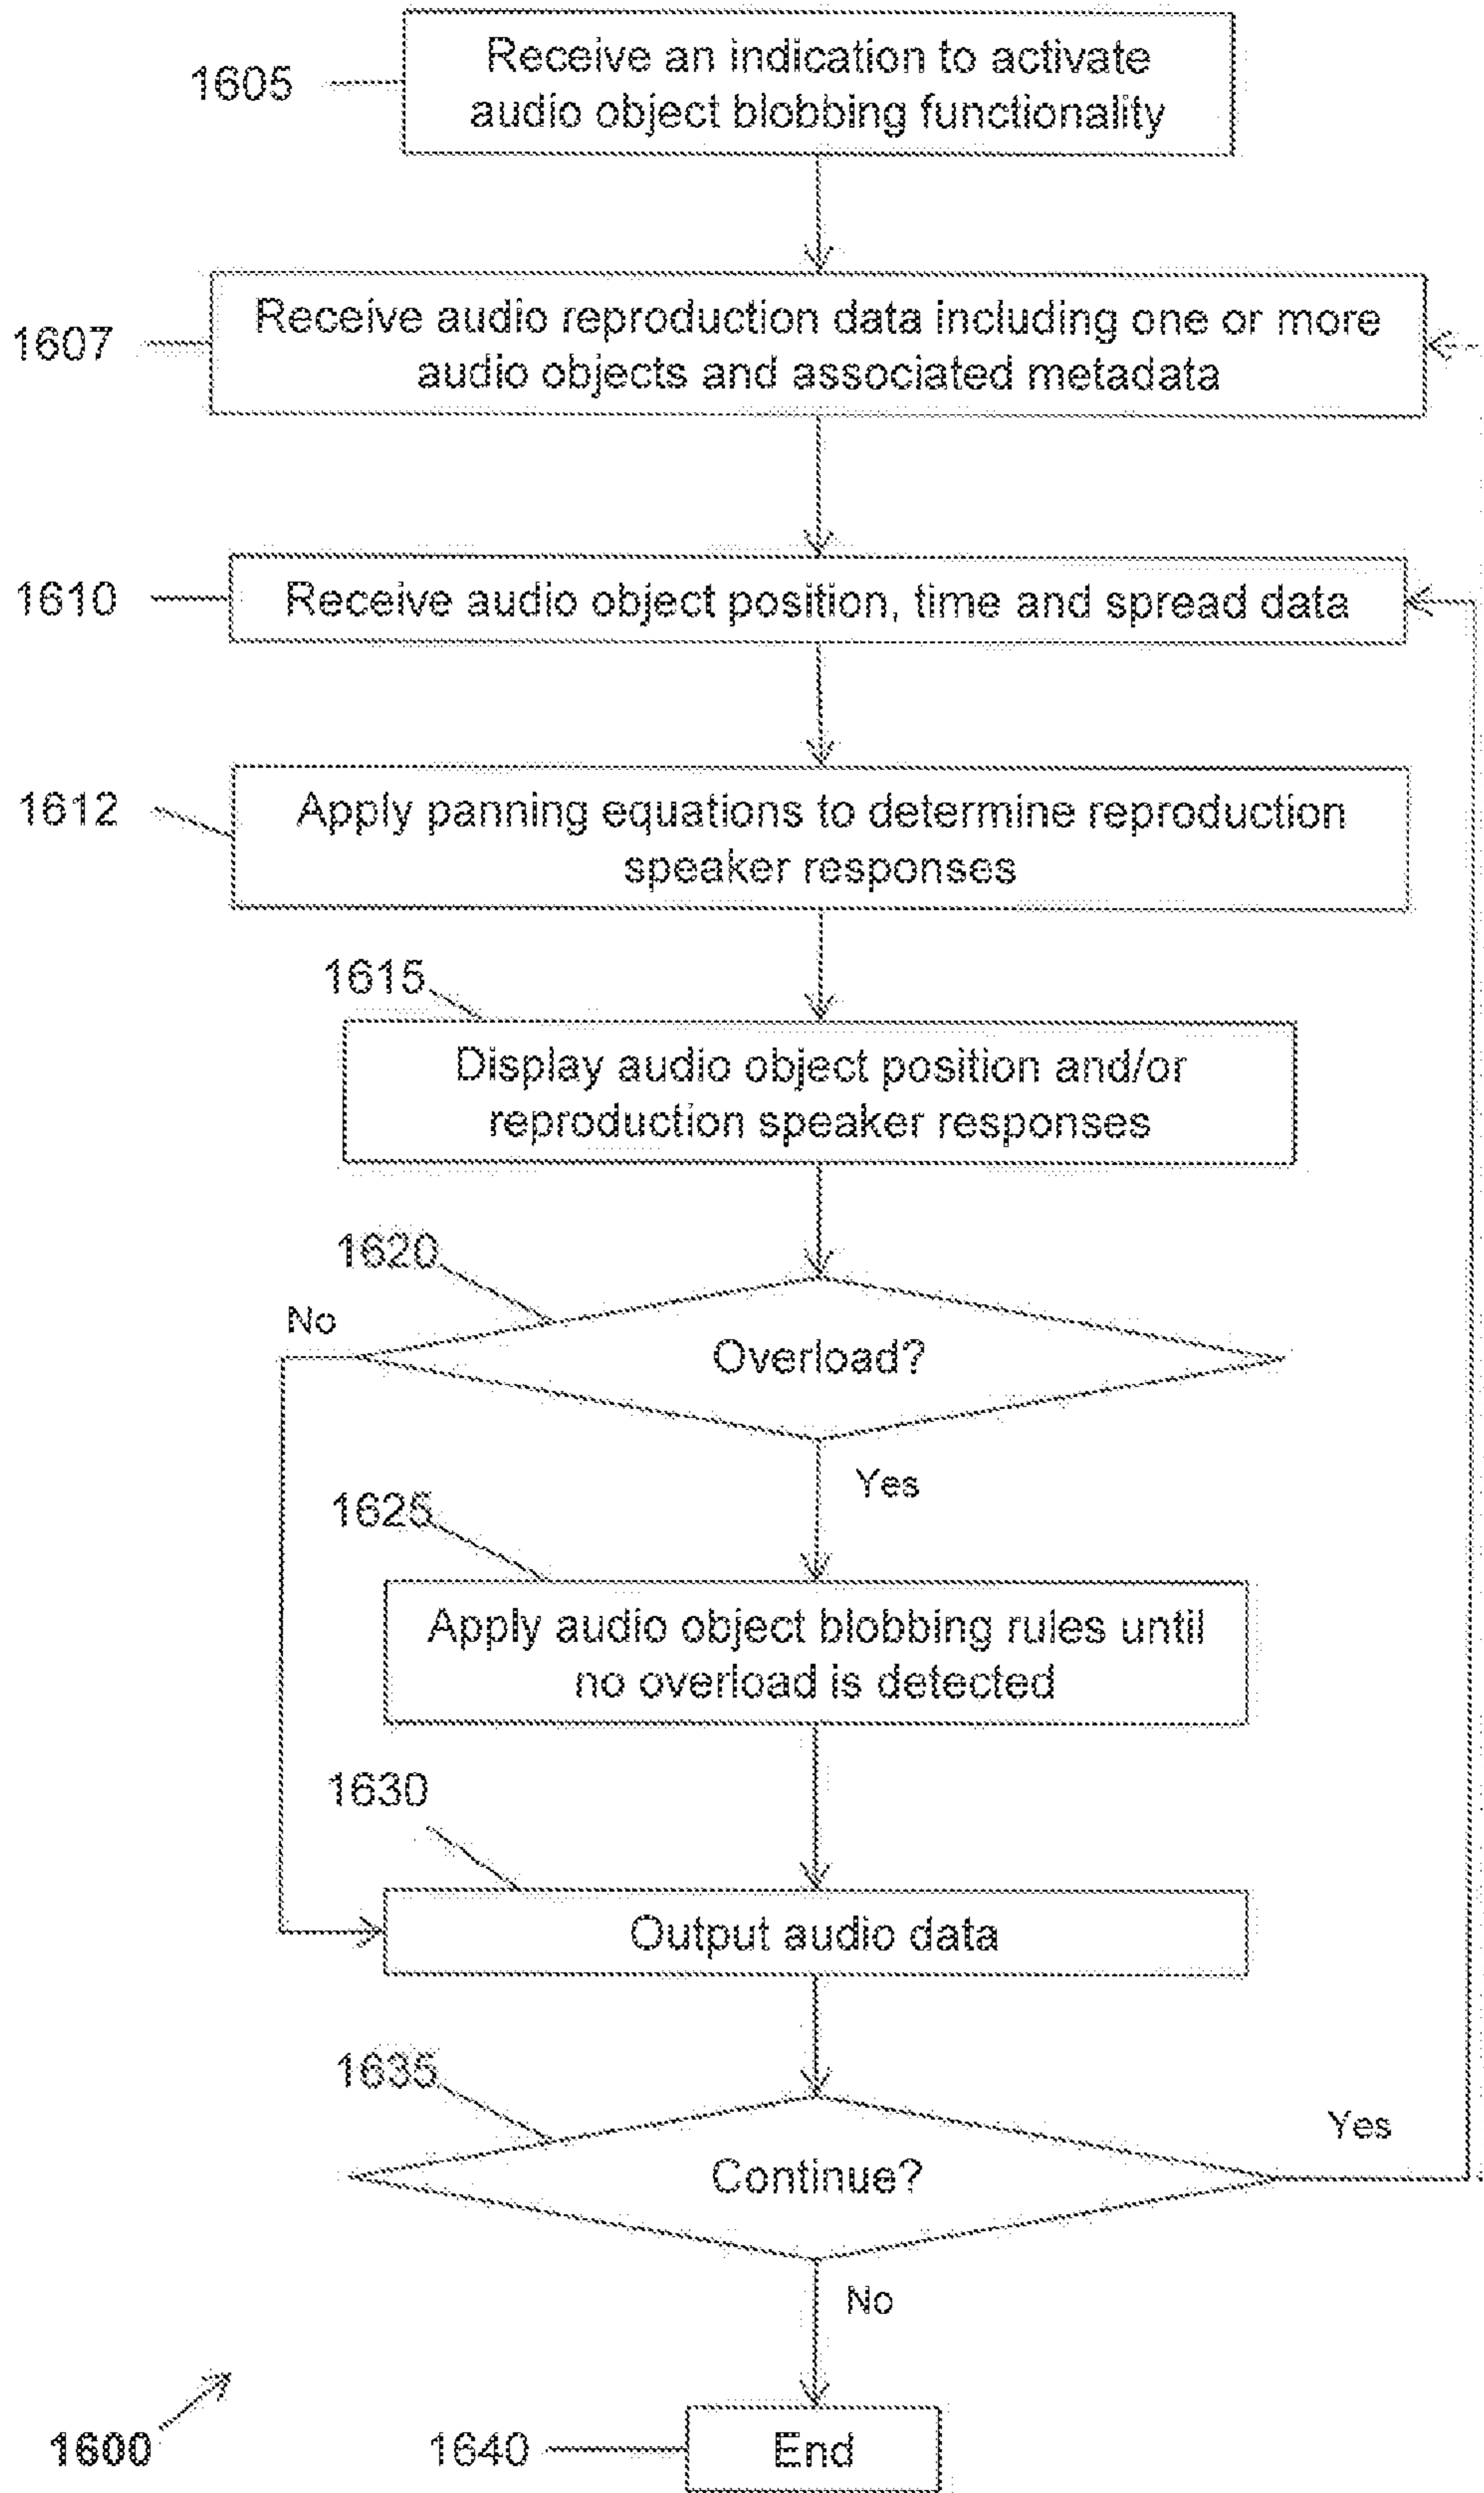 1605
Receive an indication to activate
audio object blobbing functionality
1607
Receive audio reproduction data including one or more
audio objects and associated metadata
1610
Receive audio object position, time and spread data
1612
Apply panning equations to determine reproduction
speaker responses
1615
Display audio object position and/or
reproduction speaker responses
1620
No
Overload?
Yes
1625
Apply audio object blobbing rules until
no overload is detected
1630
Output audio data
1635
Yes
Continue?
No
1600
1640
End